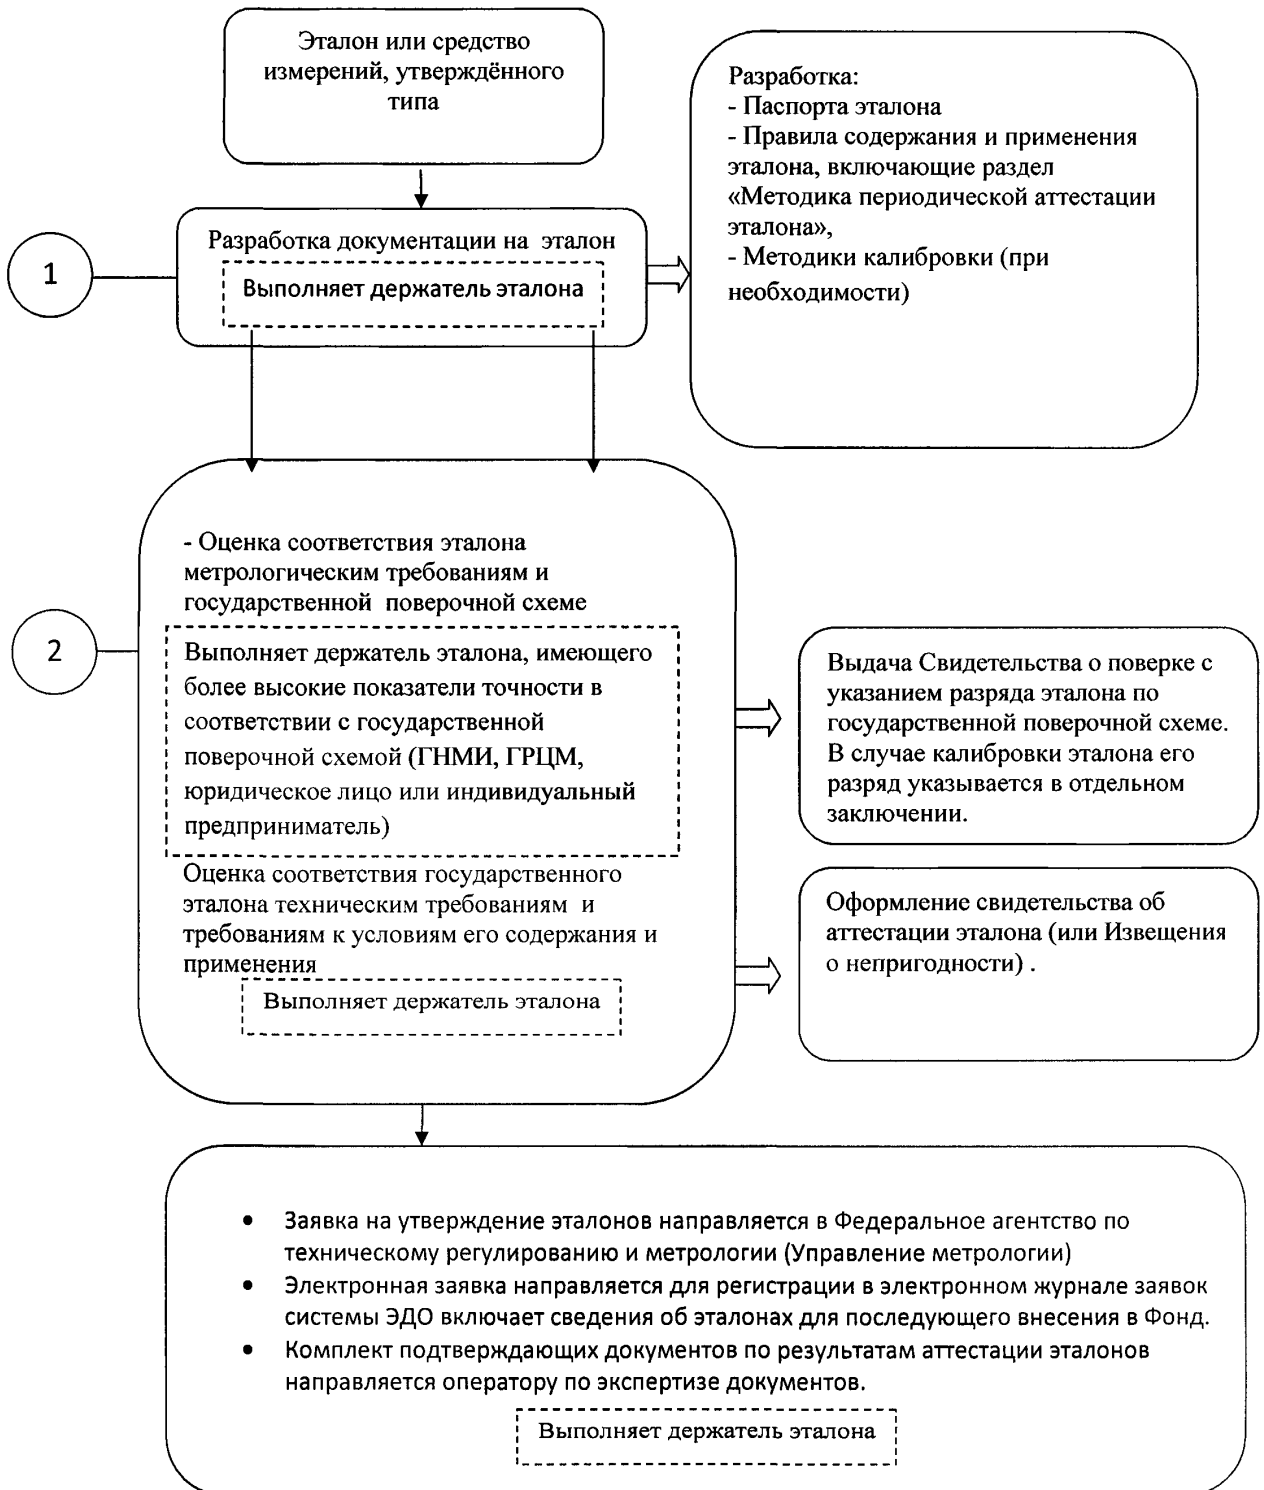 Эталон или средство
измерений, утверждённого
типа
Разработка:
- Паспорта эталона
- Правила содержания и применения
эталона, включающие раздел
«Методика периодической аттестации
эталона»,
- Методики калибровки (при
необходимости)
1
Разработка документации на эталон
Выполняет держатель эталона
2
- Оценка соответствия эталона
метрологическим требованиям и
государственной поверочной схеме
Выполняет держатель эталона, имеющего
более высокие показатели точности в
соответствии с государственной
поверочной схемой (ГНМИ, ГРЦМ,
юридическое лицо или индивидуальный
предприниматель)
Оценка соответствия государственного
эталона техническим требованиям и
требованиям к условиям его содержания и
применения
Выполняет держатель эталона
Выдача Свидетельства о поверке с
указанием разряда эталона по
государственной поверочной схеме.
В случае калибровки эталона его
разряд указывается в отдельном
заключении.
Оформление свидетельства об
аттестации эталона (или Извещения
о непригодности) .
• Заявка на утверждение эталонов направляется в Федеральное агентство по
техническому регулированию и метрологии (Управление метрологии)
• Электронная заявка направляется для регистрации в электронном журнале заявок
системы ЭДО включает сведения об эталонах для последующего внесения в Фонд.
• Комплект подтверждающих документов по результатам аттестации эталонов
направляется оператору по экспертизе документов.
Выполняет держатель эталона